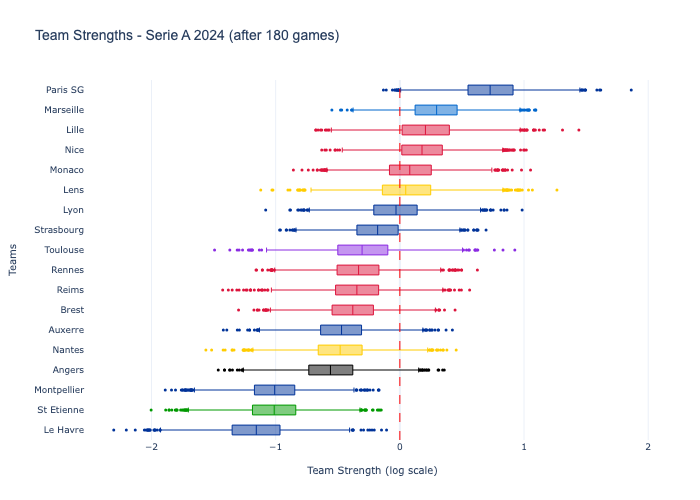 Team Strengths - Serie A 2024 (after 180 games)
Paris SG
Marseille
Lille
Nice
Monaco
Lens
Lyon
Strasbourg
Toulouse
Rennes
Reims
Brest
Auxerre
Nantes
Angers
Montpellier
St Etienne
Le Havre
Teams
−2 −1 0 1 2
Team Strength (log scale)